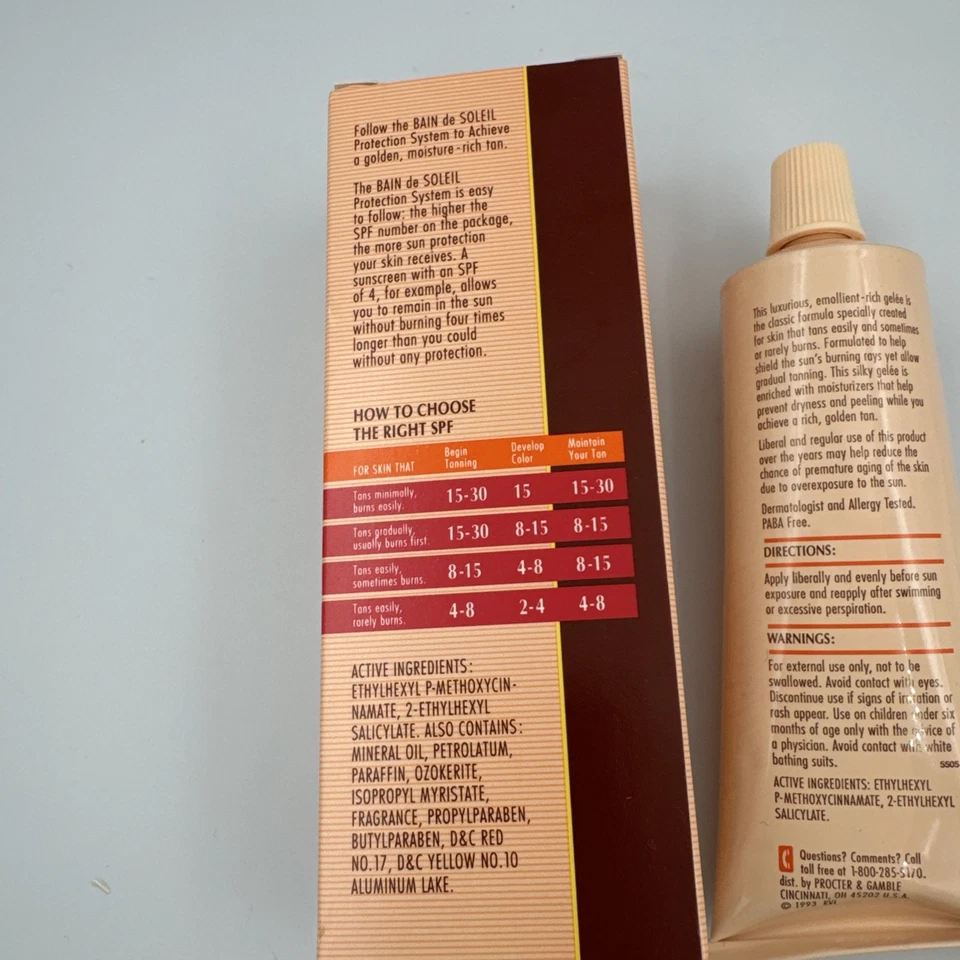 Follow the BAIN de SOLEIL
Protection System to Achieve
a golden, moisture-rich tan.
The BAIN de SOLEIL
Protection System is easy
to follow: the higher the
SPF number on the package,
the more sun protection
your skin receives. A
sunscreen with an SPF
of 4, for example, allows
you to remain in the sun
without burning four times
longer than you could
without any protection.
HOW TO CHOOSE
THE RIGHT SPF
FOR SKIN THAT Begin Tanning Develop Color Maintain Your Tan
Tans minimally, burns easily. 15-30 15 15-30
Tans gradually, usually burns first. 15-30 8-15 8-15
Tans easily, sometimes burns. 8-15 4-8 8-15
Tans easily, rarely burns. 4-8 2-4 4-8
ACTIVE INGREDIENTS:
ETHYLHEXYL P-METHOXYCIN-
NAMATE, 2-ETHYLHEXYL
SALICYLATE. ALSO CONTAINS:
MINERAL OIL, PETROLATUM,
PARAFFIN, OZOKERITE,
ISOPROPYL MYRISTATE,
FRAGRANCE, PROPYLPARABEN,
BUTYLPARABEN, D&C RED
NO.17, D&C YELLOW NO.10
ALUMINUM LAKE.
This luxurious, emollient-rich gelée is
the classic formula specially created
for skin that tans easily and sometimes
or rarely burns. Formulated to help
shield the sun's burning rays yet allow
gradual tanning. This silky gelée is
enriched with moisturizers that help
prevent dryness and peeling while you
achieve a rich, golden tan.
Liberal and regular use of this product
over the years may help reduce the
chance of premature aging of the skin
due to overexposure to the sun.
Dermatologist and Allergy Tested.
PABA Free.
DIRECTIONS:
Apply liberally and evenly before sun
exposure and reapply after swimming
or excessive perspiration.
WARNINGS:
For external use only, not to be
swallowed. Avoid contact with eyes.
Discontinue use if signs of irritation or
rash appear. Use on children under six
months of age only with the advice of
a physician. Avoid contact with white
bathing suits.
5505
ACTIVE INGREDIENTS: ETHYLHEXYL
P-METHOXYCINNAMATE, 2-ETHYLHEXYL
SALICYLATE.
Questions? Comments? Call
toll free at 1-800-285-5170.
dist. by PROCTER & GAMBLE
CINCINNATI, OH 45202 U.S.A.
© 1993 RVI